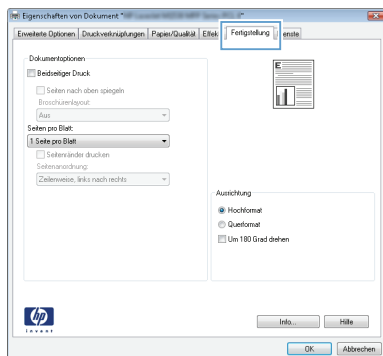 Eigenschaften von Dokument "
Erweiterte Optionen Druckverknüpfungen Papier/Qualität Effek Fertigstellung enste
Dokumentoptionen
Beidseitiger Druck
Seiten nach oben spiegeln
Broschürenlayout:
Aus
Seiten pro Blatt:
1 Seite pro Blatt
Seitenränder drucken
Seitenanordnung:
Zeilenweise, links nach rechts
E
Ausrichtung
Hochformat
Querformat
Um 180 Grad drehen
hp
invent
Info... Hilfe
OK Abbrechen